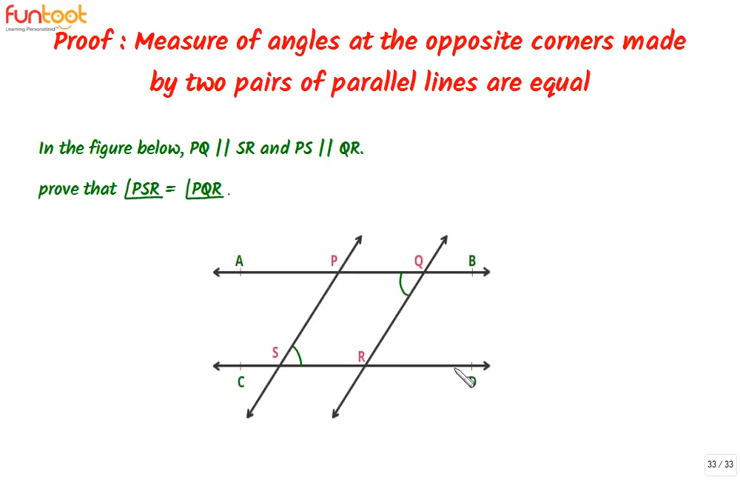 funtoot
Learning Personalized
Proof : Measure of angles at the opposite corners made
by two pairs of parallel lines are equal
In the figure below, PQ || SR and PS || QR.
prove that ∠PSR = ∠PQR .
A P Q B
S R
C D
33 / 33